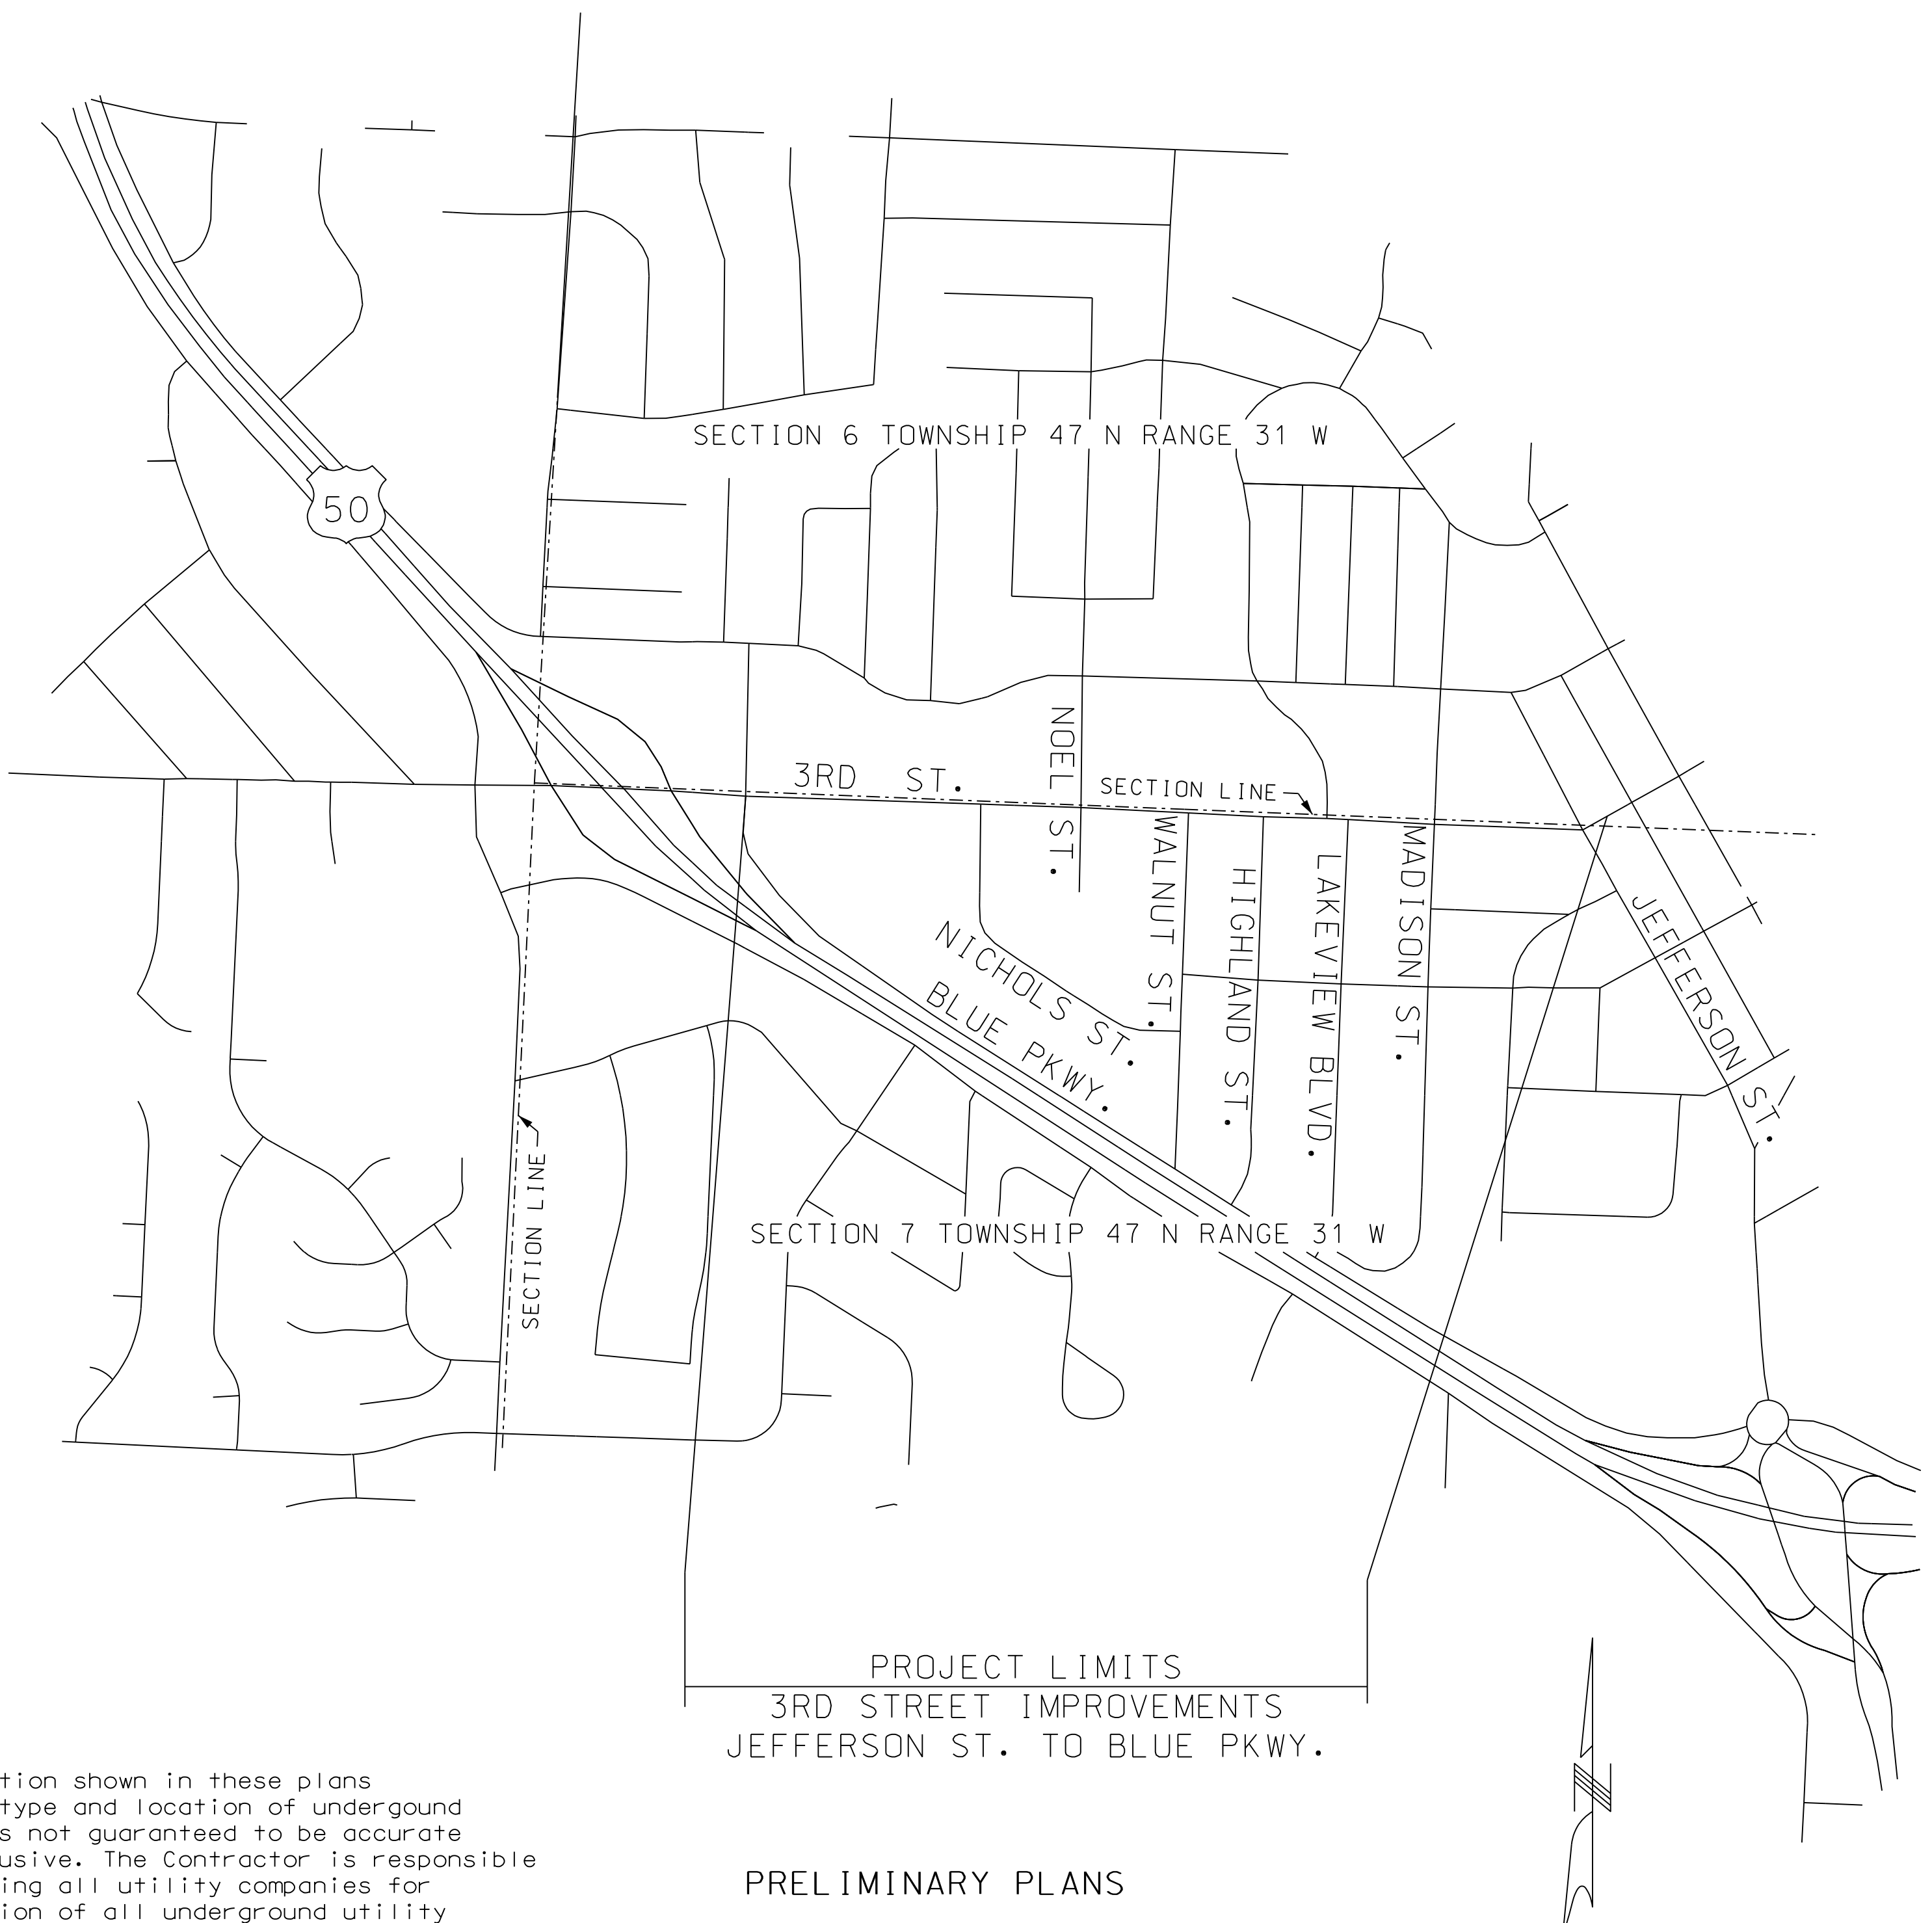 SECTION 6 TOWNSHIP 47 N RANGE 31 W
50
NOEL ST.
3RD ST.
SECTION LINE
WALNUT ST.
HIGHLAND ST.
LAKEVIEW BLVD.
MADISON ST.
JEFFERSON ST.
NICHOLS ST.
BLUE PKWY.
SECTION LINE
SECTION 7 TOWNSHIP 47 N RANGE 31 W
PROJECT LIMITS
3RD STREET IMPROVEMENTS
JEFFERSON ST. TO BLUE PKWY.
tion shown in these plans
type and location of undergound
s not guaranteed to be accurate
usive. The Contractor is responsible
ing all utility companies for
ion of all underground utility
PRELIMINARY PLANS
N